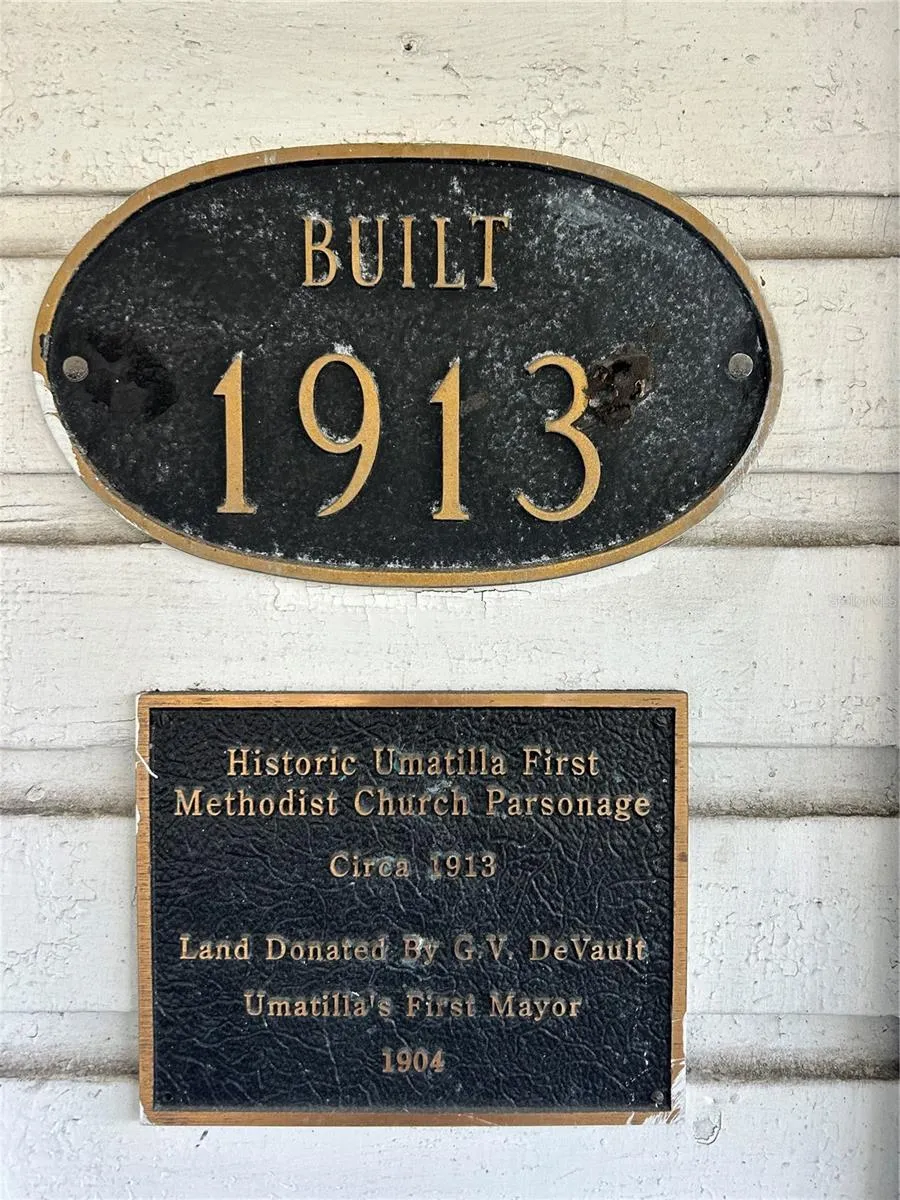 BUILT
1913
Historic Umatilla First
Methodist Church Parsonage
Circa 1913
Land Donated By G.V. DeVault
Umatilla's First Mayor
1904